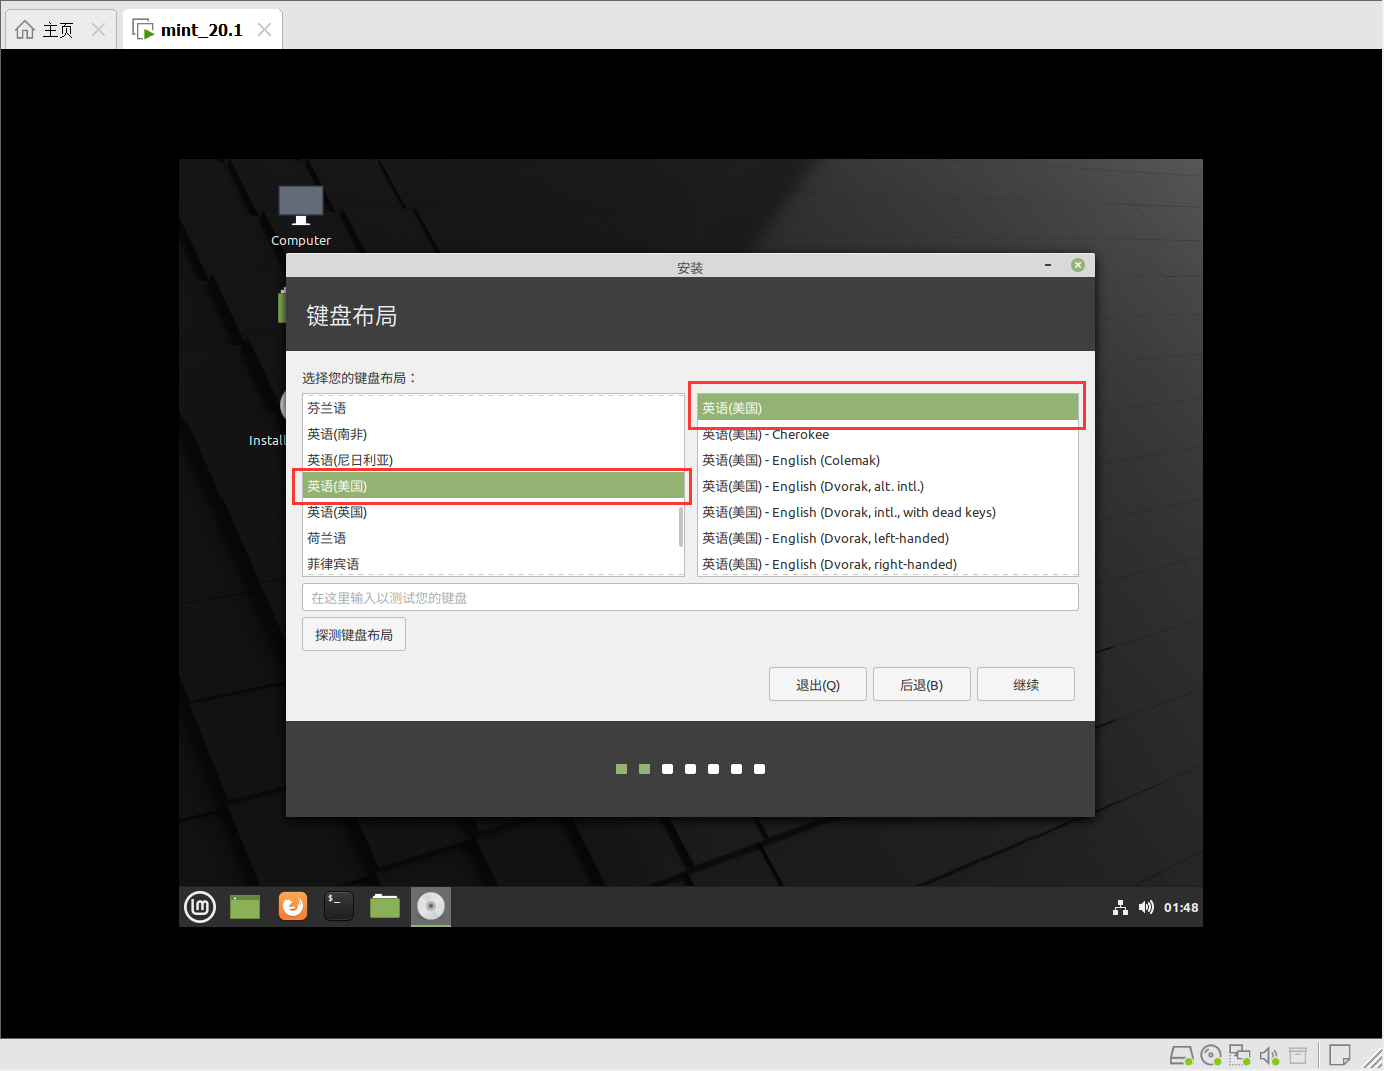 主页
mint_20.1
Computer
安装
键盘布局
选择您的键盘布局：
芬兰语
英语(南非)
英语(尼日利亚)
英语(美国)
英语(英国)
荷兰语
菲律宾语
英语(美国)
英语(美国) - Cherokee
英语(美国) - English (Colemak)
英语(美国) - English (Dvorak, alt. intl.)
英语(美国) - English (Dvorak, intl., with dead keys)
英语(美国) - English (Dvorak, left-handed)
英语(美国) - English (Dvorak, right-handed)
在这里输入以测试您的键盘
探测键盘布局
Install
退出(Q)
后退(B)
继续
$_
01:48